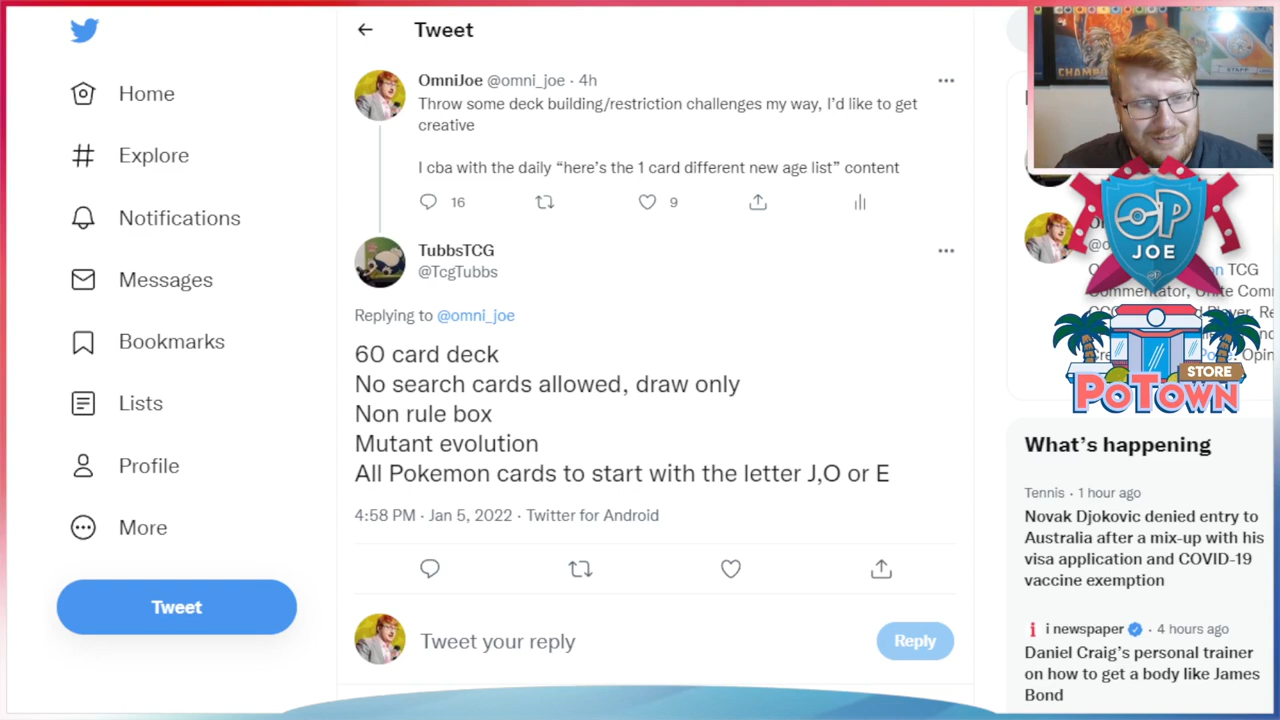 Tweet
CHAMP
STAFF
Home
Explore
Notifications
Messages
Bookmarks
Lists
Profile
More
Tweet
OmniJoe @omni_joe · 4h
Throw some deck building/restriction challenges my way, I'd like to get
creative
I cba with the daily “here's the 1 card different new age list” content
16
9
TubbsTCG
@TcgTubbs
Replying to @omni_joe
60 card deck
No search cards allowed, draw only
Non rule box
Mutant evolution
All Pokemon cards to start with the letter J,O or E
4:58 PM · Jan 5, 2022 · Twitter for Android
Tweet your reply
Reply
OP
JOE
TCG
STORE
PoTown
What's happening
Tennis · 1 hour ago
Novak Djokovic denied entry to
Australia after a mix-up with his
visa application and COVID-19
vaccine exemption
i newspaper · 4 hours ago
Daniel Craig's personal trainer
on how to get a body like James
Bond